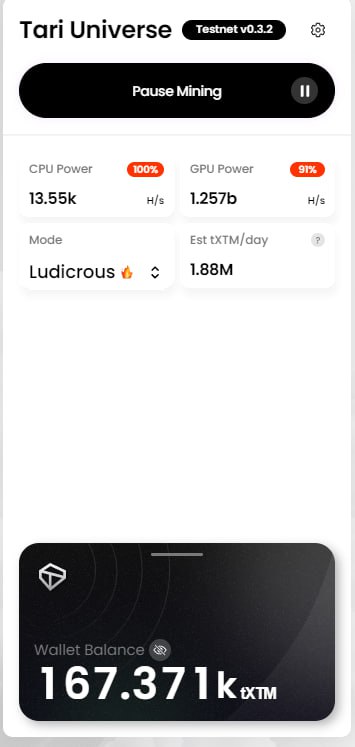 Tari Universe Testnet v0.3.2
Pause Mining
CPU Power 100% GPU Power 91%
13.55k H/s 1.257b H/s
Mode Est tXTM/day ?
Ludicrous 🔥 1.88M
Wallet Balance
167.371k tXTM